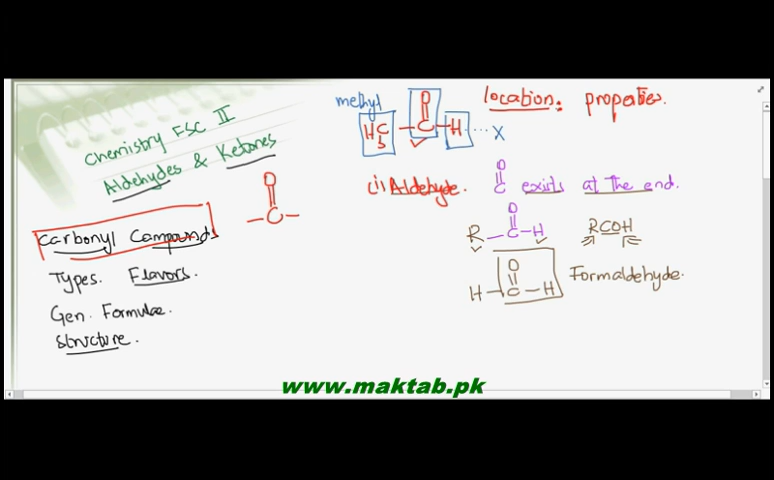 Chemistry FSC II
Aldehydes & Ketones
O
C
Carbonyl Compounds
Types. Flavors.
Gen. Formulae.
Structure.
methyl
O
H3C - C - H ... X
location: properties.
(i) Aldehyde. O
C exists at the end.
O
R - C - H RCOH
O
H - C - H Formaldehyde.
www.maktab.pk